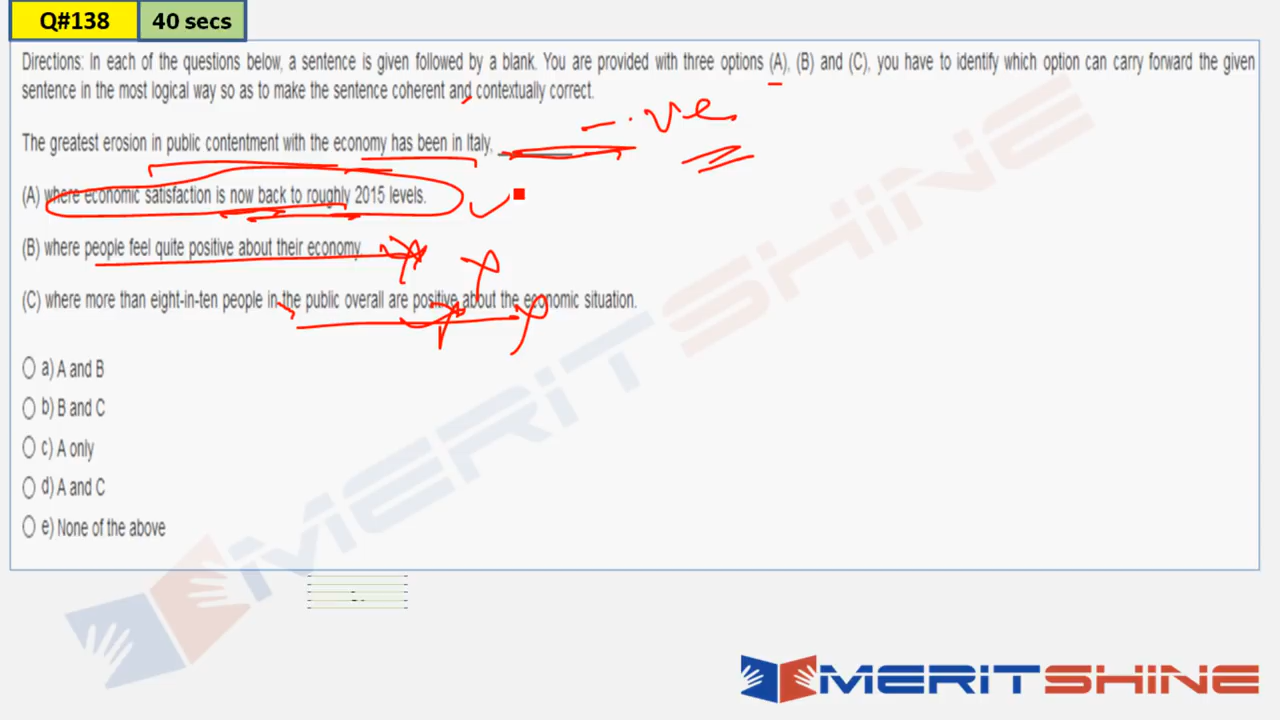 Q#138 40 secs
Directions: In each of the questions below, a sentence is given followed by a blank. You are provided with three options (A), (B) and (C), you have to identify which option can carry forward the given
sentence in the most logical way so as to make the sentence coherent and contextually correct.
-ive
The greatest erosion in public contentment with the economy has been in Italy, ________
(A) where economic satisfaction is now back to roughly 2015 levels.
(B) where people feel quite positive about their economy
(C) where more than eight-in-ten people in the public overall are positive about the economic situation.
a) A and B
b) B and C
c) A only
d) A and C
e) None of the above
MERITSHINE
MERITSHINE